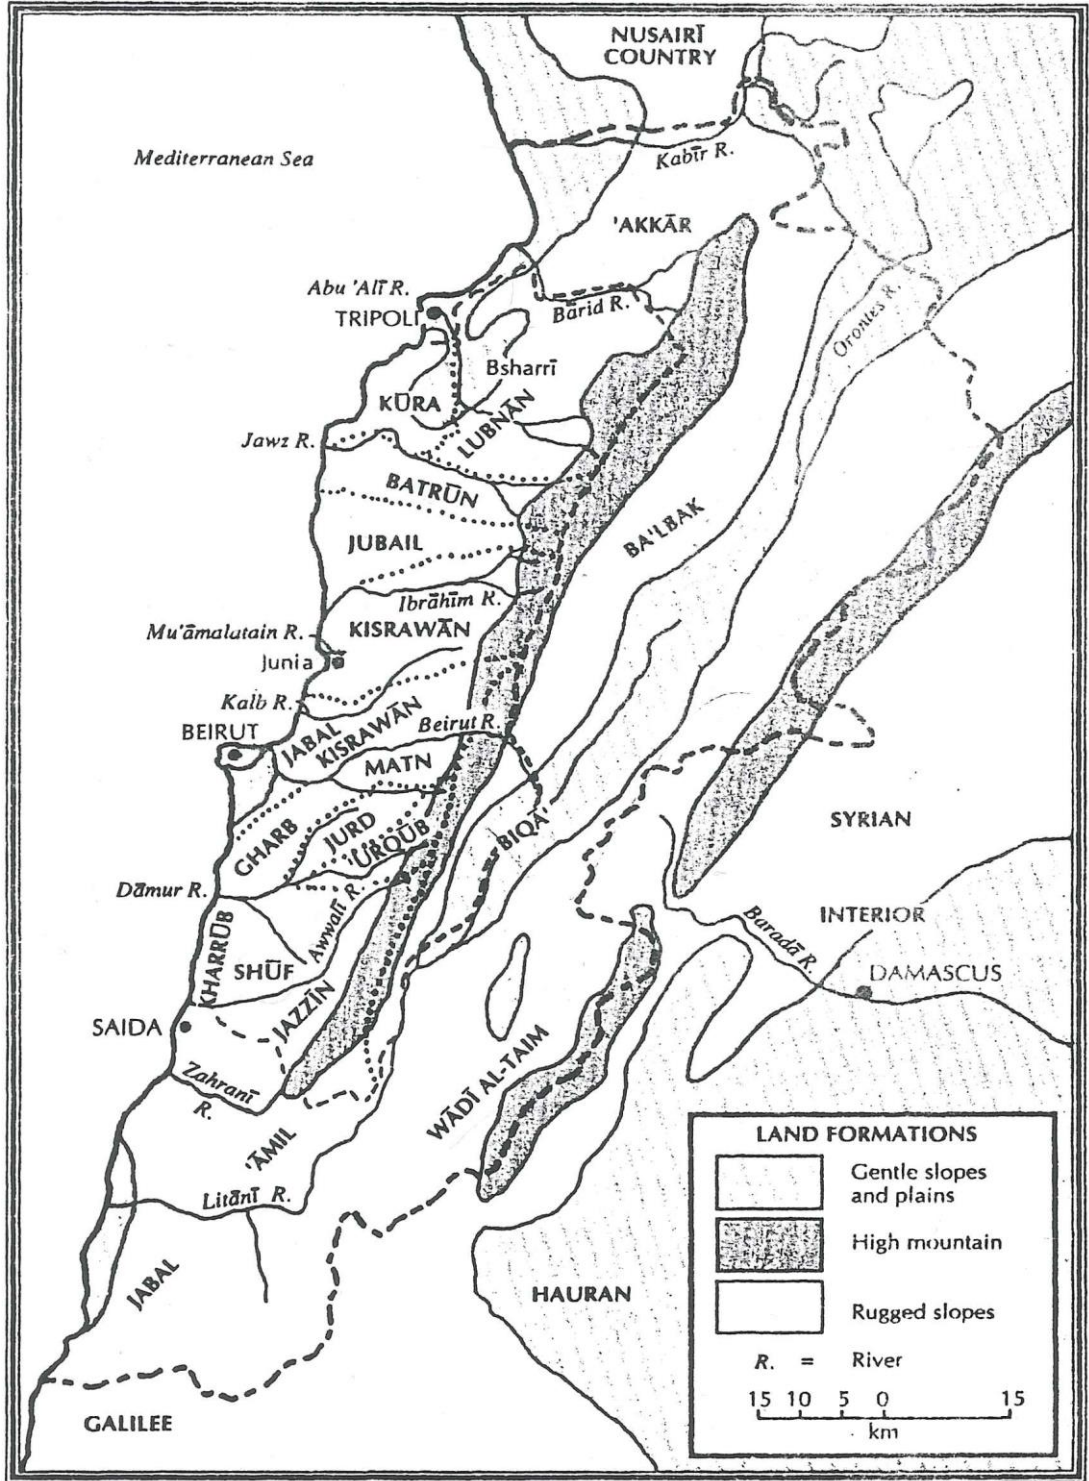 NUSAIRĪ
COUNTRY
Mediterranean Sea
Kabīr R.
'AKKĀR
Abu 'Alī R.
TRIPOLI
Bārid R.
Orontes R.
Bsharrī
KŪRA
LUBNĀN
Jawz R.
BATRŪN
BA'LBAK
JUBAIL
Ibrāhīm R.
KISRAWĀN
Mu'āmalatain R.
Junia
Kalb R.
JABAL
KISRAWĀN
Beirut R.
BEIRUT
MATN
GHARB
JURD
'URQŪB
BIQĀ'
SYRIAN
Dāmur R.
Awwalī R.
INTERIOR
Baradā R.
KHARRŪB
SHŪF
DAMASCUS
JAZZĪN
SAIDA
Zahranī
R.
WĀDĪ AL-TAIM
'ĀMIL
Lītānī R.
JABAL
HAURAN
GALILEE
LAND FORMATIONS
Gentle slopes
and plains
High mountain
Rugged slopes
R. = River
15 10 5 0 15
km